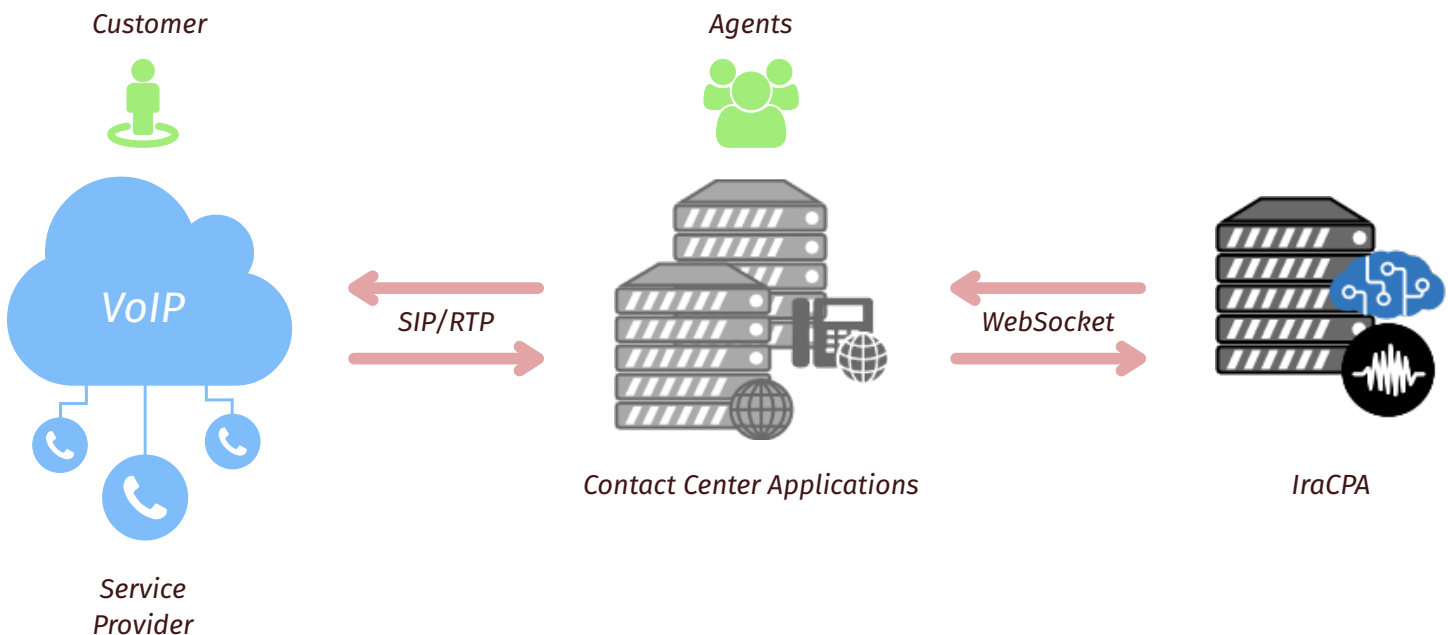 Customer
Agents
VoIP
SIP/RTP
WebSocket
Contact Center Applications
IraCPA
Service
Provider